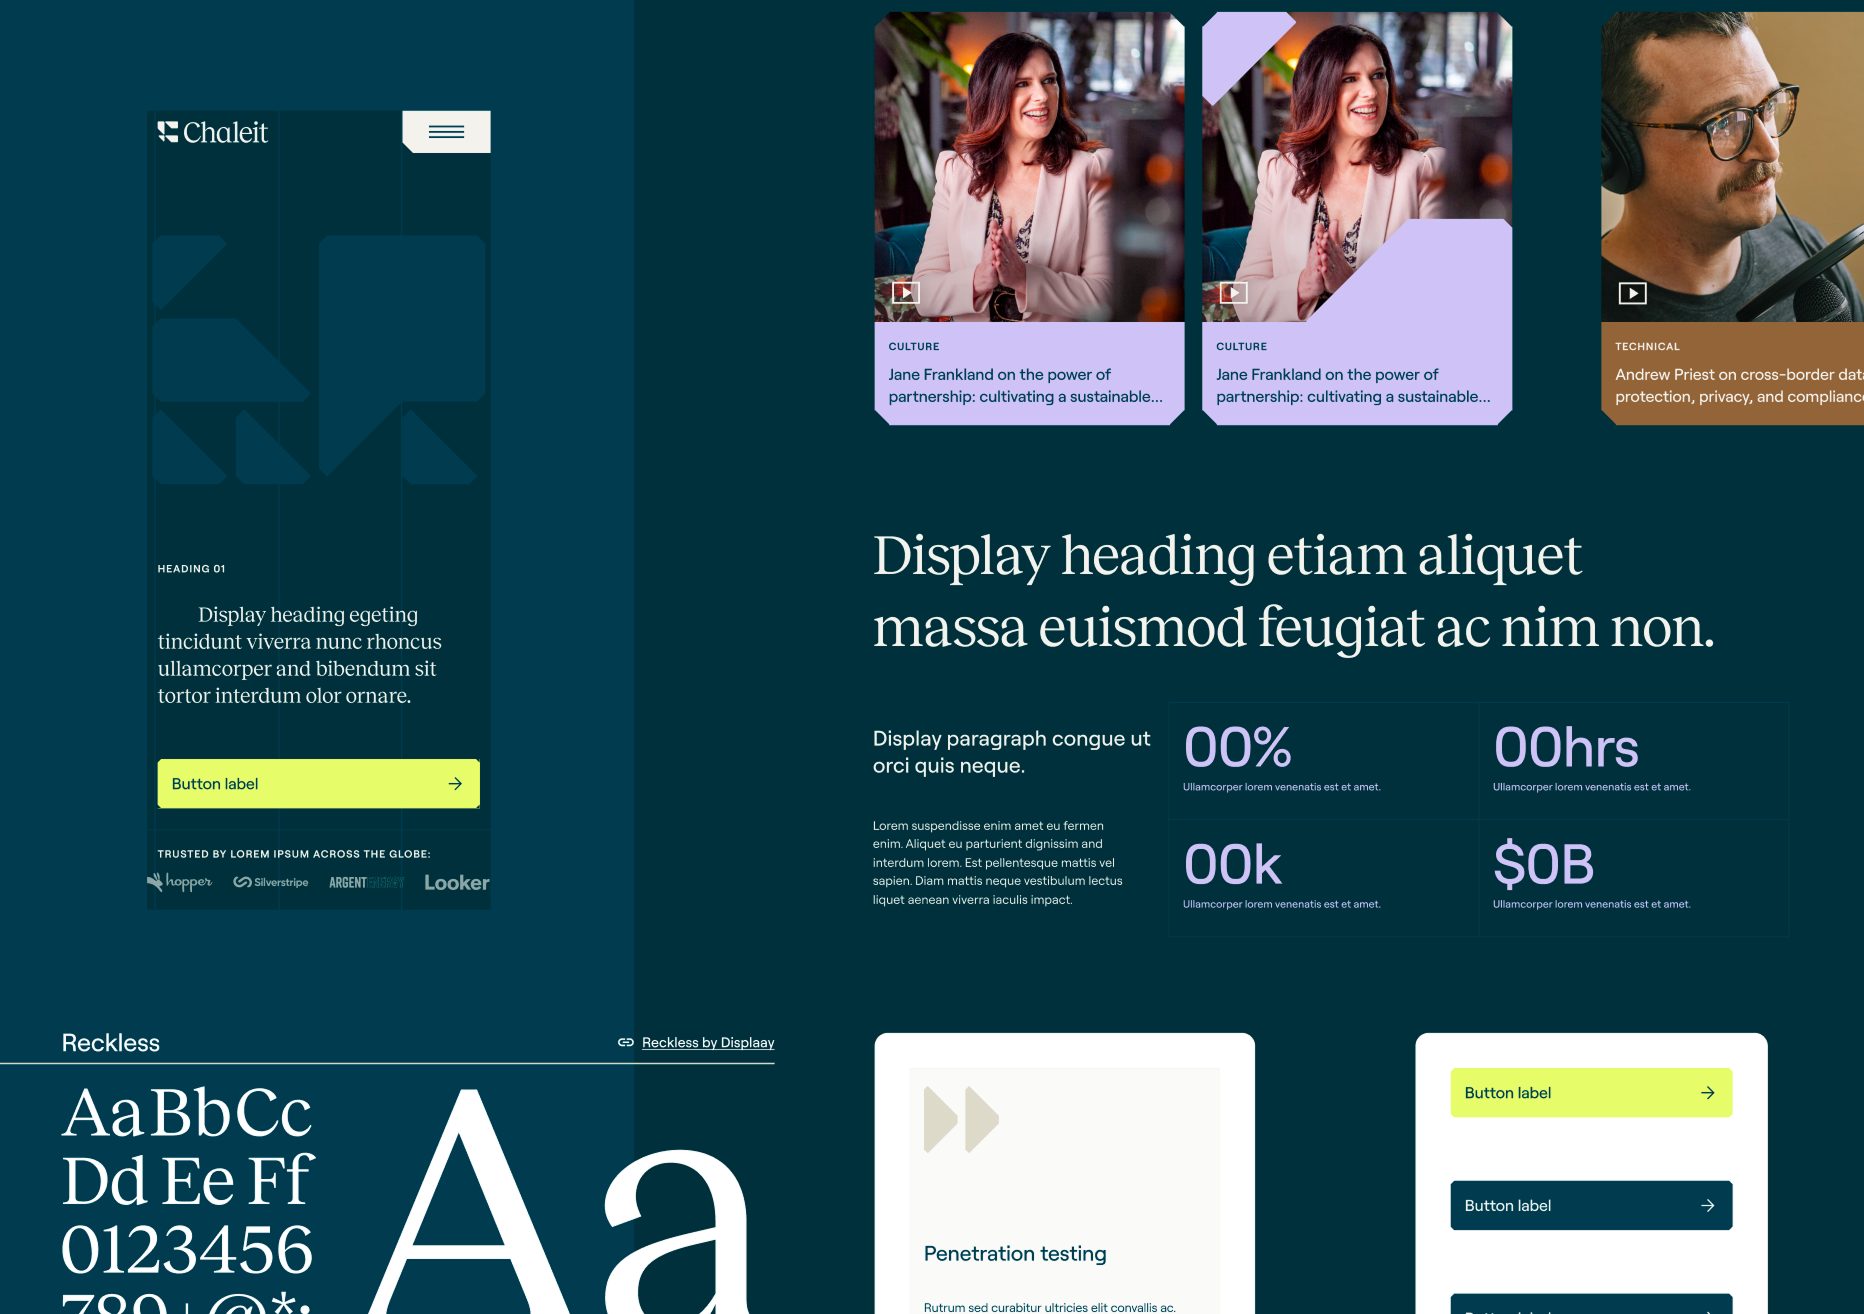 Chaleit
HEADING 01
Display heading egeting
tincidunt viverra nunc rhoncus
ullamcorper and bibendum sit
tortor interdum olor ornare.
Button label
TRUSTED BY LOREM IPSUM ACROSS THE GLOBE:
hopper Silverstripe ARGENTENERGY Looker
CULTURE
Jane Frankland on the power of
partnership: cultivating a sustainable...
CULTURE
Jane Frankland on the power of
partnership: cultivating a sustainable...
TECHNICAL
Andrew Priest on cross-border data
protection, privacy, and compliance
Display heading etiam aliquet
massa euismod feugiat ac nim non.
Display paragraph congue ut
orci quis neque.
Lorem suspendisse enim amet eu fermen
enim. Aliquet eu parturient dignissim and
interdum lorem. Est pellentesque mattis vel
sapien. Diam mattis neque vestibulum lectus
liquet aenean viverra iaculis impact.
00%
Ullamcorper lorem venenatis est et amet.
00hrs
Ullamcorper lorem venenatis est et amet.
00k
Ullamcorper lorem venenatis est et amet.
$0B
Ullamcorper lorem venenatis est et amet.
Reckless
Reckless by Displaay
Aa Bb Cc
Dd Ee Ff
0123456
Aa
Penetration testing
Rutrum sed curabitur ultricies elit convallis ac.
Button label
Button label